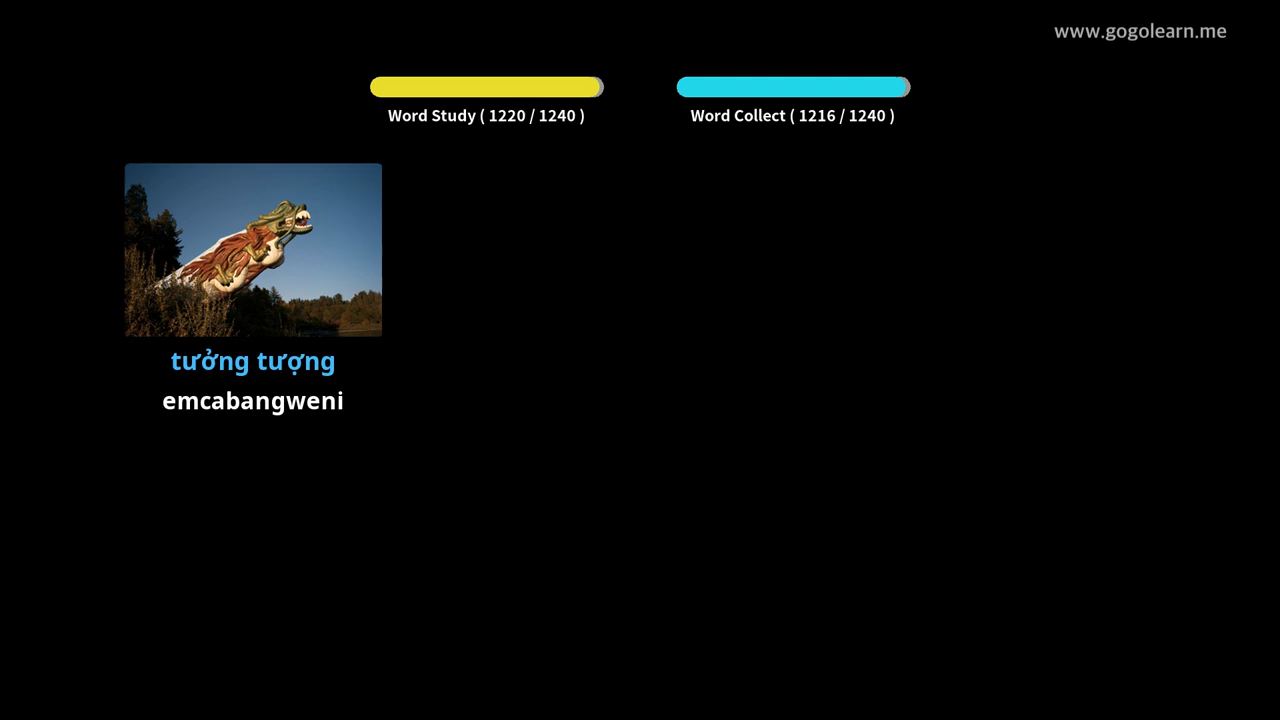 www.gogolearn.me
Word Study ( 1220 / 1240 )
Word Collect ( 1216 / 1240 )
tưởng tượng
emcabangweni